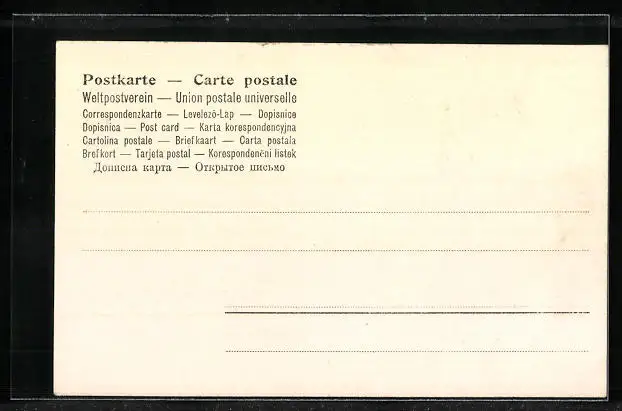 Postkarte — Carte postale
Weltpostverein — Union postale universelle
Correspondenzkarte — Levelező-Lap — Dopisnice
Dopisnica — Post card — Karta korespondencyjna
Cartolina postale — Briefkaart — Carta postala
Brefkort — Tarjeta postal — Korespondenční listek
Дописна карта — Открытое письмо